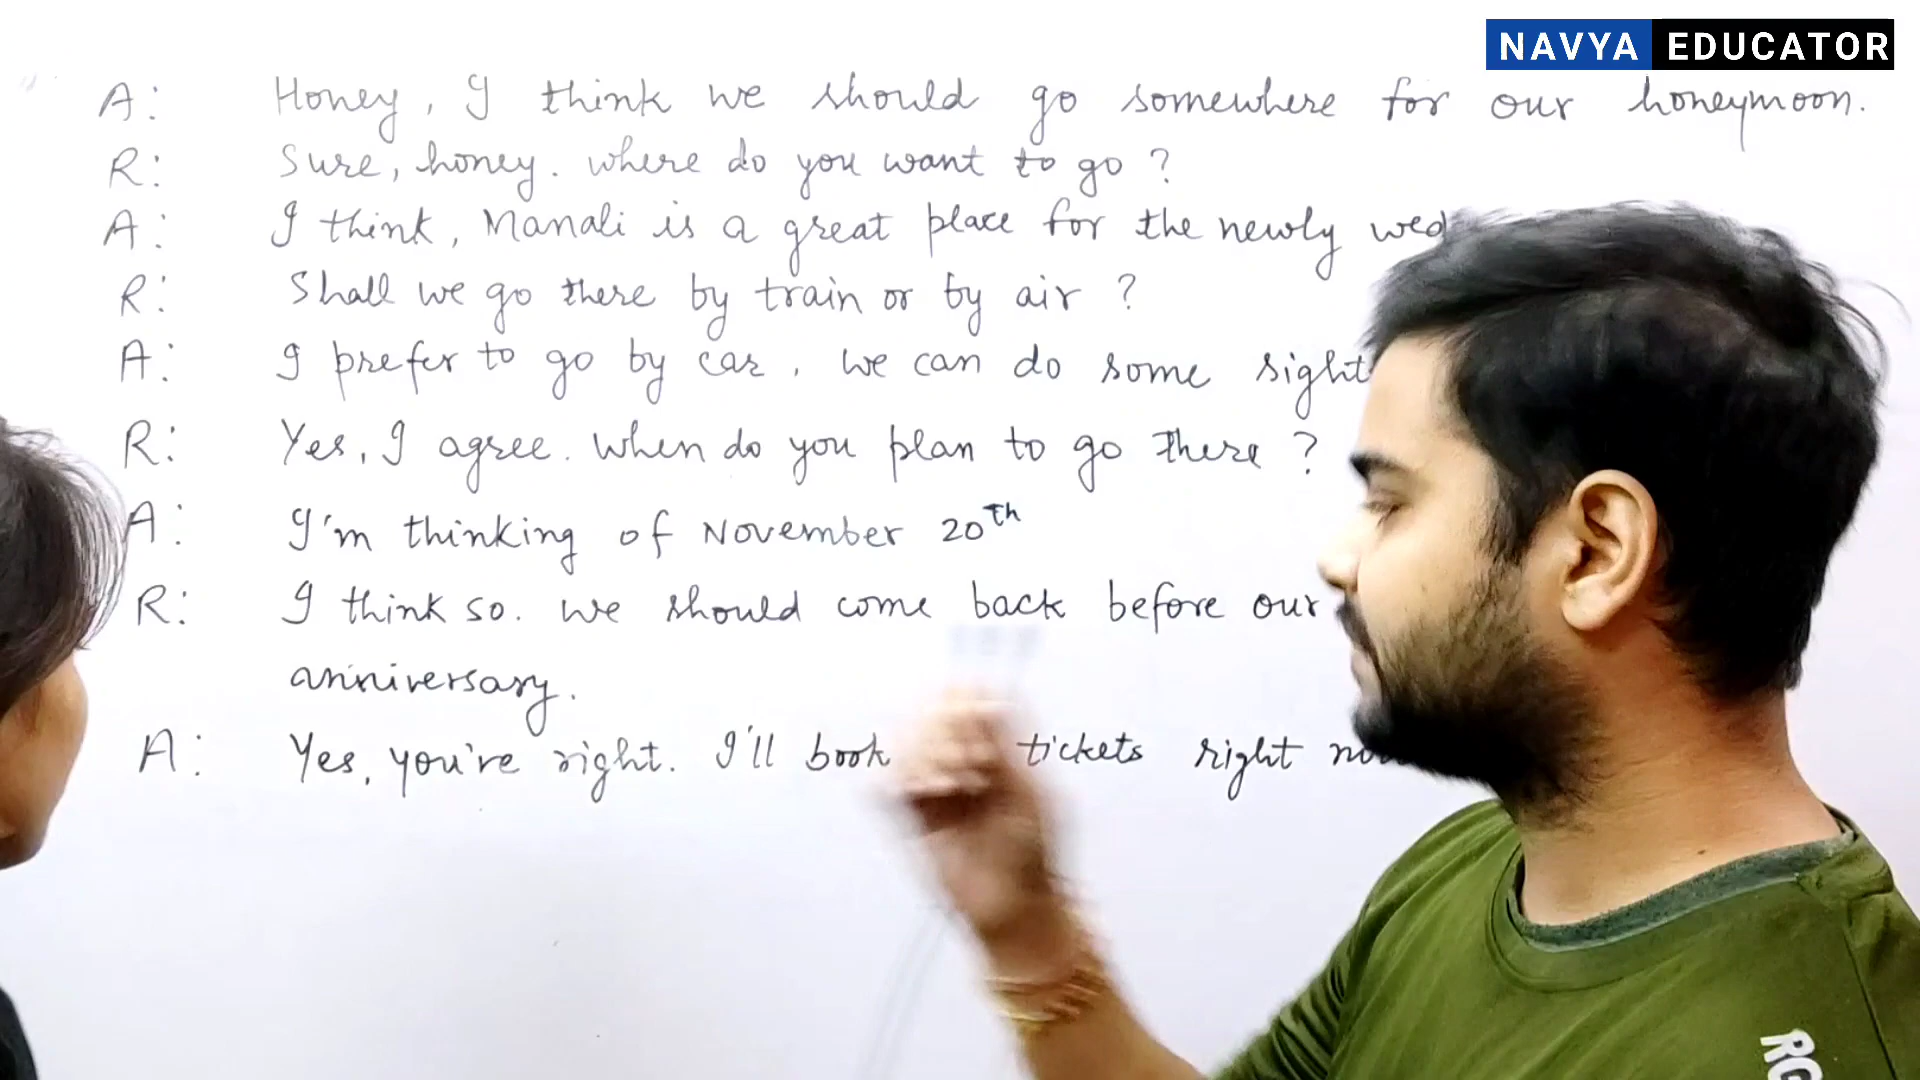 NAVYA EDUCATOR
A: Honey, I think we should go somewhere for our honeymoon.
R: Sure, honey. where do you want to go ?
A: I think, Manali is a great place for the newly wed
R: Shall we go there by train or by air ?
A: I prefer to go by car. we can do some sight
R: Yes, I agree. When do you plan to go there ?
A: I'm thinking of November 20th
R: I think so. we should come back before our
anniversary.
A: Yes, you're right. I'll book tickets right